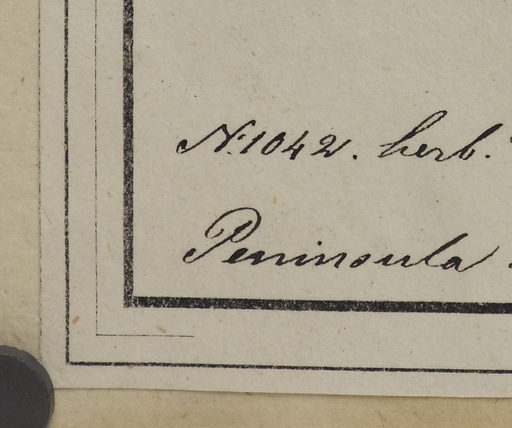 N. 1042. herb.
Peninsula